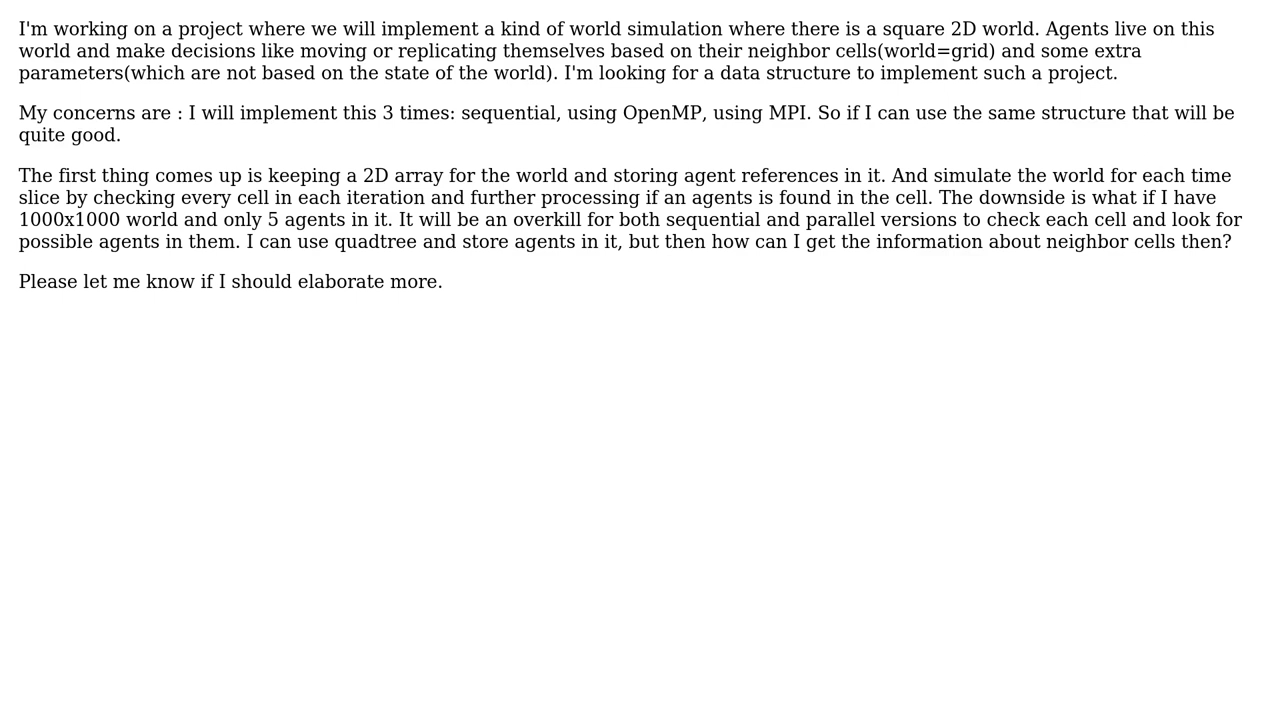 I'm working on a project where we will implement a kind of world simulation where there is a square 2D world. Agents live on this
world and make decisions like moving or replicating themselves based on their neighbor cells(world=grid) and some extra
parameters(which are not based on the state of the world). I'm looking for a data structure to implement such a project.
My concerns are : I will implement this 3 times: sequential, using OpenMP, using MPI. So if I can use the same structure that will be
quite good.
The first thing comes up is keeping a 2D array for the world and storing agent references in it. And simulate the world for each time
slice by checking every cell in each iteration and further processing if an agents is found in the cell. The downside is what if I have
1000x1000 world and only 5 agents in it. It will be an overkill for both sequential and parallel versions to check each cell and look for
possible agents in them. I can use quadtree and store agents in it, but then how can I get the information about neighbor cells then?
Please let me know if I should elaborate more.